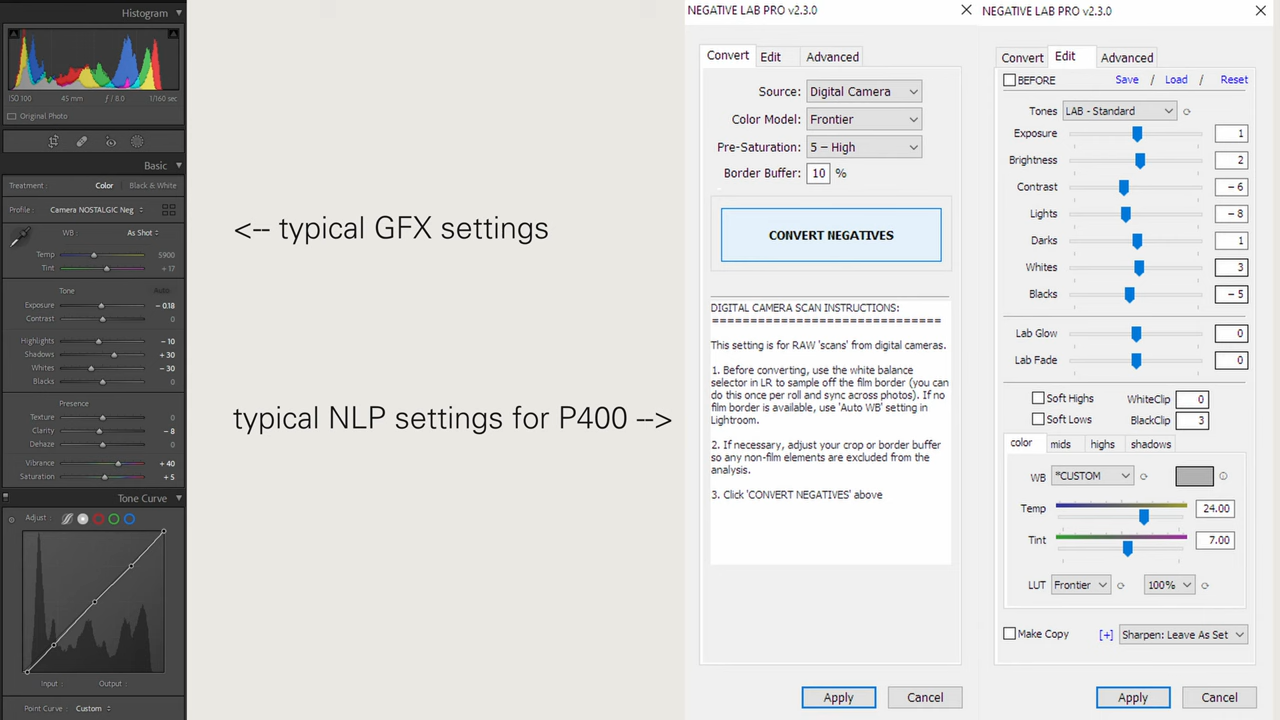 Histogram
ISO 100 45 mm ƒ / 8.0 1/160 sec
Original Photo
Basic
Treatment: Color Black & White
Profile: Camera NOSTALGIC Neg
WB: As Shot
Temp 5900
Tint + 17
Tone Auto
Exposure – 0.18
Contrast 0
Highlights – 10
Shadows + 30
Whites – 30
Blacks 0
Presence
Texture 0
Clarity – 8
Dehaze 0
Vibrance + 40
Saturation + 5
Tone Curve
Adjust:
Input: Output:
Point Curve: Custom
<-- typical GFX settings
typical NLP settings for P400 -->
NEGATIVE LAB PRO v2.3.0
Convert Edit Advanced
Source: Digital Camera
Color Model: Frontier
Pre-Saturation: 5 – High
Border Buffer: 10 %
CONVERT NEGATIVES
DIGITAL CAMERA SCAN INSTRUCTIONS:
==============================
This setting is for RAW 'scans' from digital cameras.
1. Before converting, use the white balance
selector in LR to sample off the film border (you can
do this once per roll and sync across photos). If no
film border is available, use 'Auto WB' setting in
Lightroom.
2. If necessary, adjust your crop or border buffer
so any non-film elements are excluded from the
analysis.
3. Click 'CONVERT NEGATIVES' above
Apply Cancel
NEGATIVE LAB PRO v2.3.0
Convert Edit Advanced
BEFORE Save / Load / Reset
Tones LAB - Standard
Exposure 1
Brightness 2
Contrast – 6
Lights – 8
Darks 1
Whites 3
Blacks – 5
Lab Glow 0
Lab Fade 0
Soft Highs WhiteClip 0
Soft Lows BlackClip 3
color mids highs shadows
WB *CUSTOM
Temp 24.00
Tint 7.00
LUT Frontier 100%
Make Copy [+] Sharpen: Leave As Set
Apply Cancel